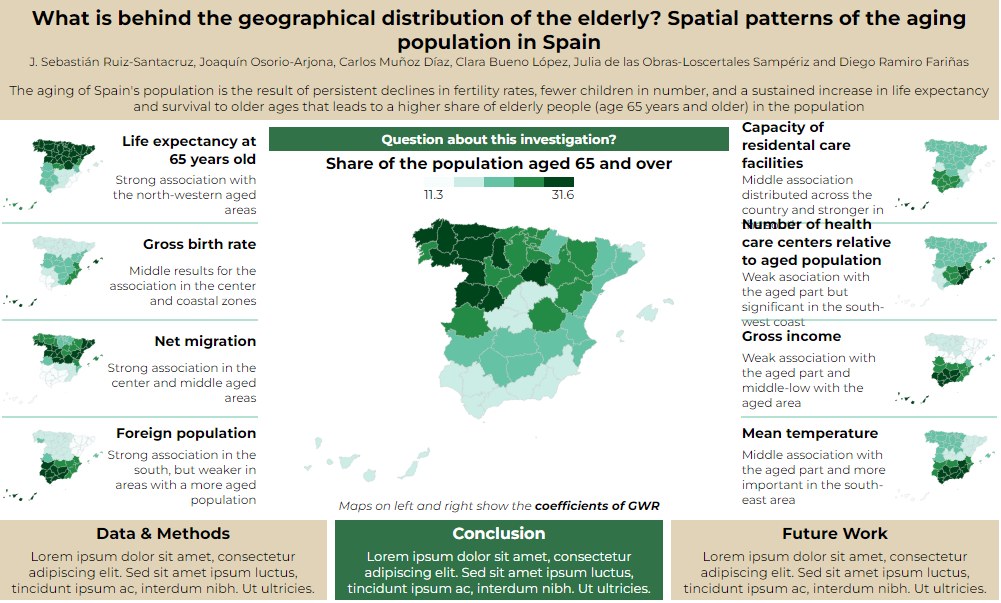 What is behind the geographical distribution of the elderly? Spatial patterns of the aging
population in Spain
J. Sebastián Ruiz-Santacruz, Joaquín Osorio-Arjona, Carlos Muñoz Díaz, Clara Bueno López, Julia de las Obras-Loscertales Sampériz and Diego Ramiro Fariñas
The aging of Spain's population is the result of persistent declines in fertility rates, fewer children in number, and a sustained increase in life expectancy
and survival to older ages that leads to a higher share of elderly people (age 65 years and older) in the population
Life expectancy at
65 years old
Strong association with
the north-western aged
areas
Gross birth rate
Middle results for the
association in the center
and coastal zones
Net migration
Strong association in the
center and middle aged
areas
Foreign population
Strong association in the
south, but weaker in
areas with a more aged
population
Question about this investigation?
Share of the population aged 65 and over
11.3
31.6
Maps on left and right show the coefficients of GWR
Capacity of
residental care
facilities
Middle association
distributed across the
country and stronger in
Number of health
care centers relative
to aged population
Weak asociation with
the aged part but
significant in the south-
west coast
Gross income
Weak association with
the aged part and
middle-low with the
aged area
Mean temperature
Middle association with
the aged part and more
important in the south-
east area
Data & Methods
Lorem ipsum dolor sit amet, consectetur
adipiscing elit. Sed sit amet ipsum luctus,
tincidunt ipsum ac, interdum nibh. Ut ultricies.
Conclusion
Lorem ipsum dolor sit amet, consectetur
adipiscing elit. Sed sit amet ipsum luctus,
tincidunt ipsum ac, interdum nibh. Ut ultricies.
Future Work
Lorem ipsum dolor sit amet, consectetur
adipiscing elit. Sed sit amet ipsum luctus,
tincidunt ipsum ac, interdum nibh. Ut ultricies.